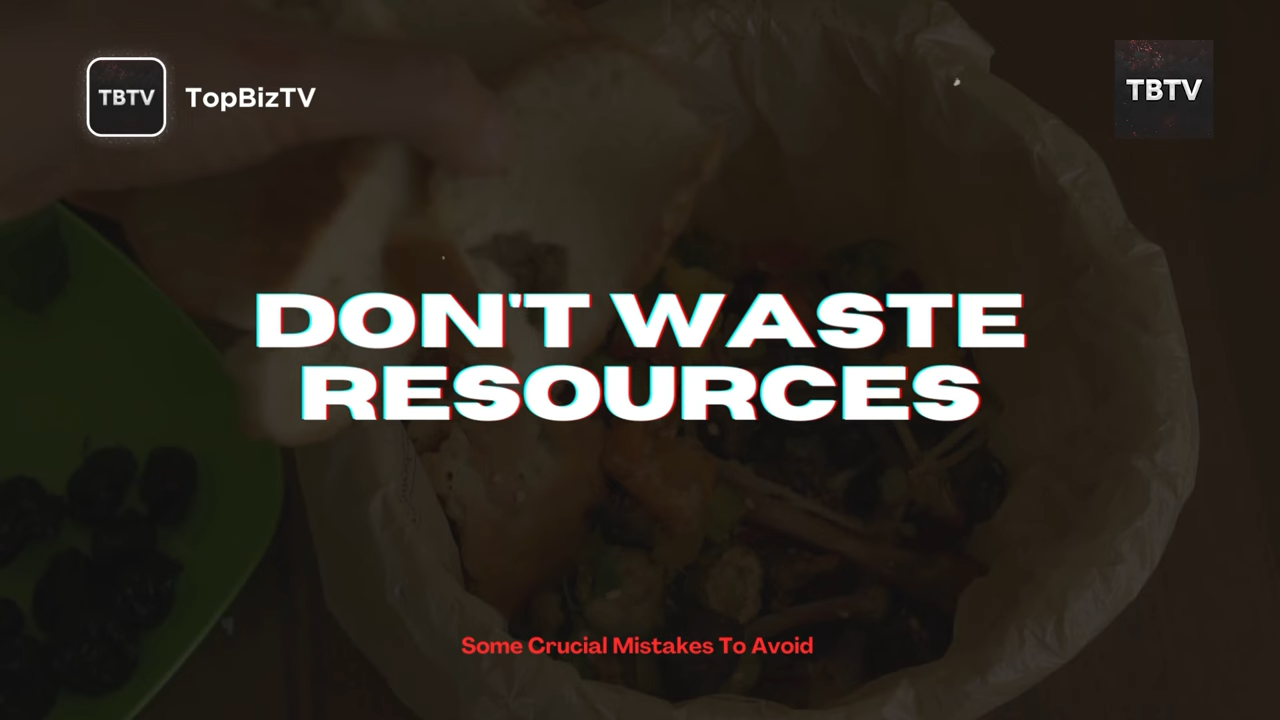 TBTV
TopBizTV
TBTV
DON'T WASTE
RESOURCES
Some Crucial Mistakes To Avoid